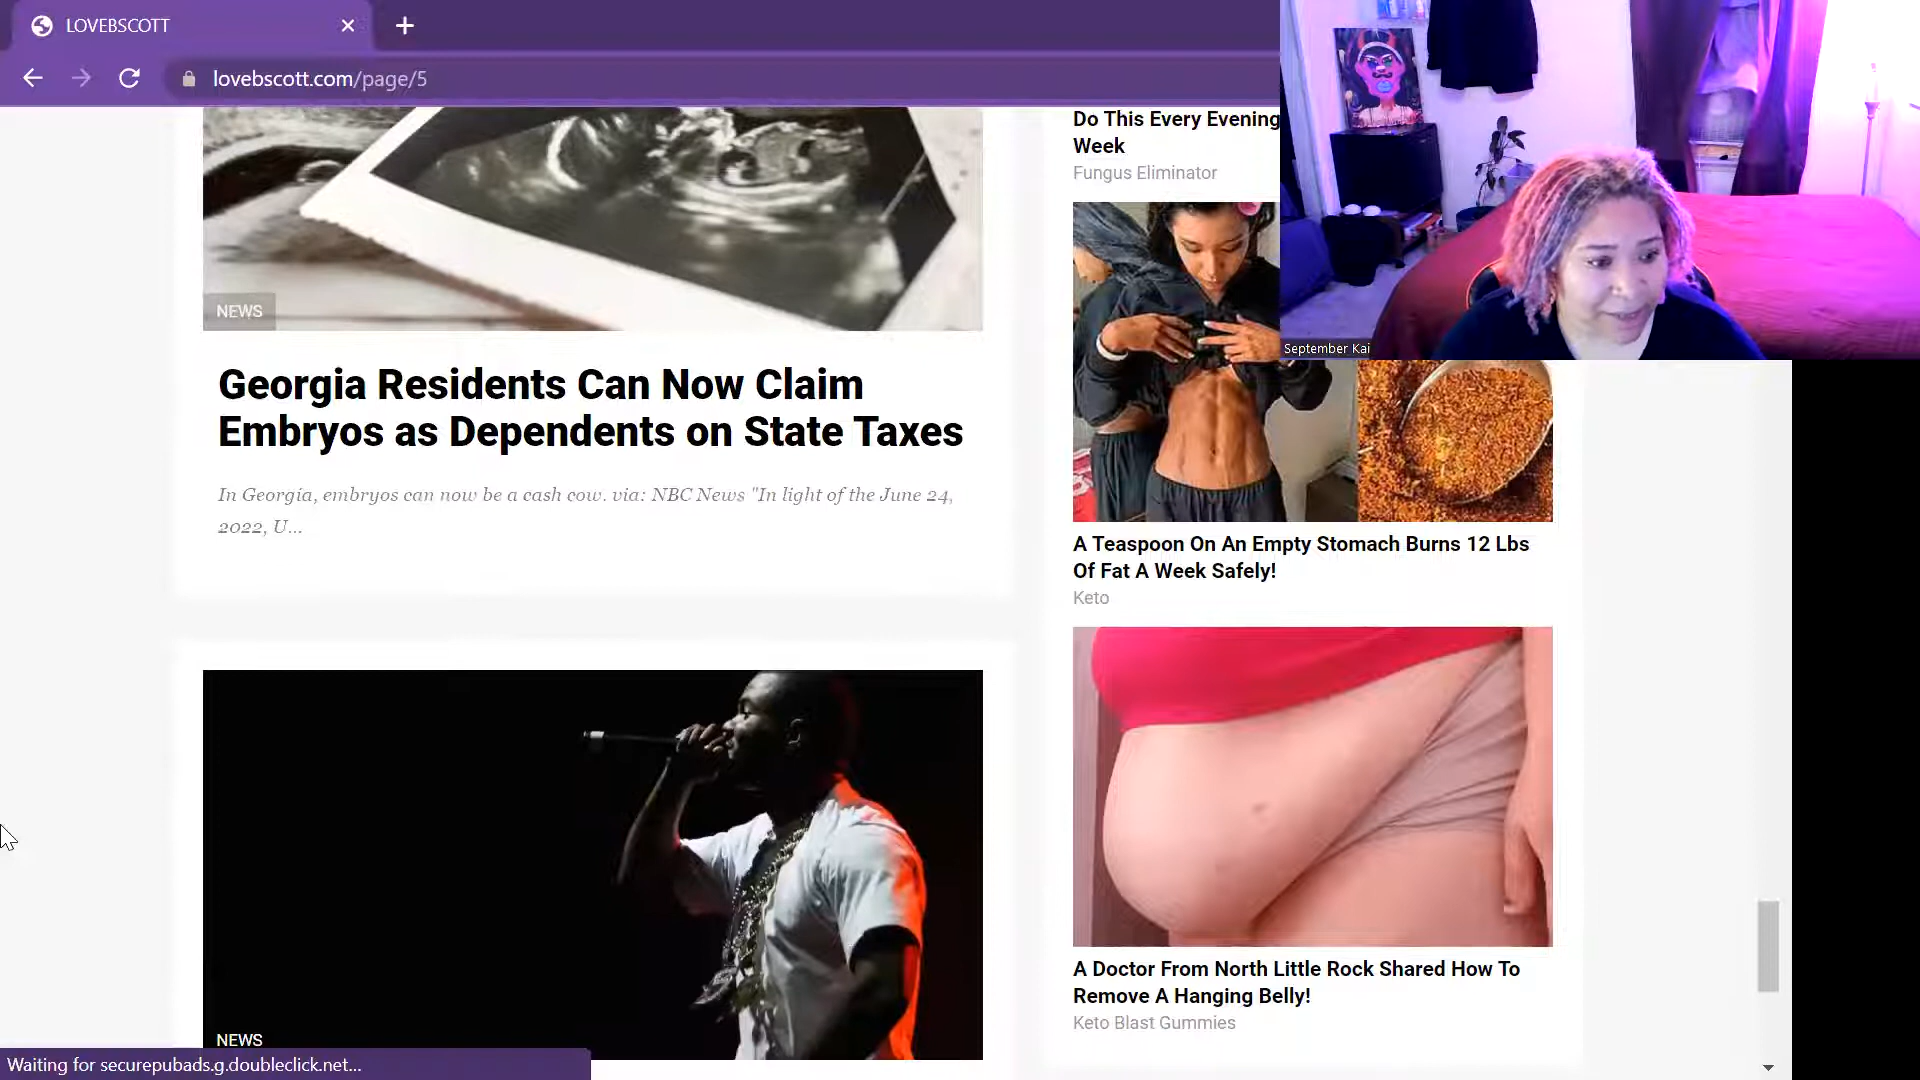 LOVEBSCOTT
lovebscott.com/page/5
NEWS
Georgia Residents Can Now Claim
Embryos as Dependents on State Taxes
In Georgia, embryos can now be a cash cow. via: NBC News "In light of the June 24,
2022, U...
NEWS
Waiting for securepubads.g.doubleclick.net...
Do This Every Evening
Week
Fungus Eliminator
A Teaspoon On An Empty Stomach Burns 12 Lbs
Of Fat A Week Safely!
Keto
A Doctor From North Little Rock Shared How To
Remove A Hanging Belly!
Keto Blast Gummies
September Kai